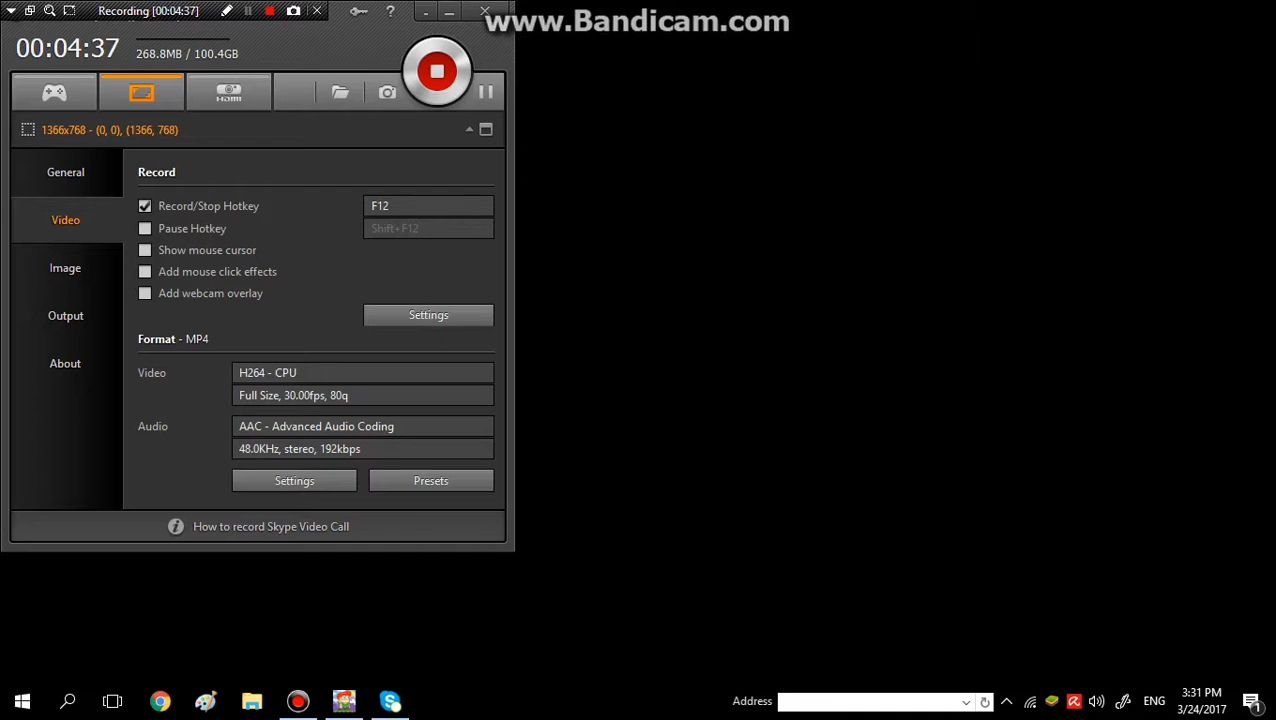 Recording [00:04:37]
www.Bandicam.com
00:04:37
268.8MB / 100.4GB
HDMI
1366x768 - (0, 0), (1366, 768)
General
Video
Image
Output
About
Record
Record/Stop Hotkey
F12
Pause Hotkey
Shift+F12
Show mouse cursor
Add mouse click effects
Add webcam overlay
Settings
Format - MP4
Video
H264 - CPU
Full Size, 30.00fps, 80q
Audio
AAC - Advanced Audio Coding
48.0KHz, stereo, 192kbps
Settings
Presets
How to record Skype Video Call
Address
ENG
3:31 PM
3/24/2017
1